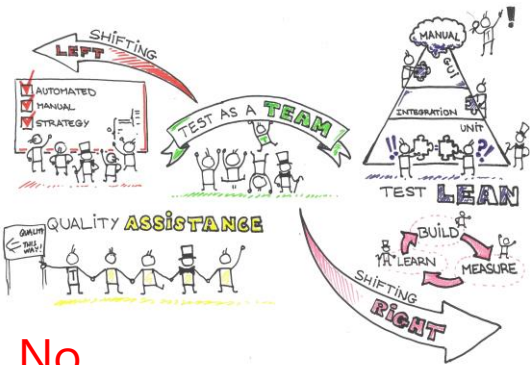 SHIFTING
LEFT
AUTOMATED
MANUAL
STRATEGY
TEST AS A TEAM
MANUAL
GUI
INTEGRATION
UNIT
!
!!
=
?!
TEST LEAN
QUALITY ASSISTANCE
QUALITY
THIS
WAY!
BUILD
MEASURE
LEARN
SHIFTING
RIGHT
No